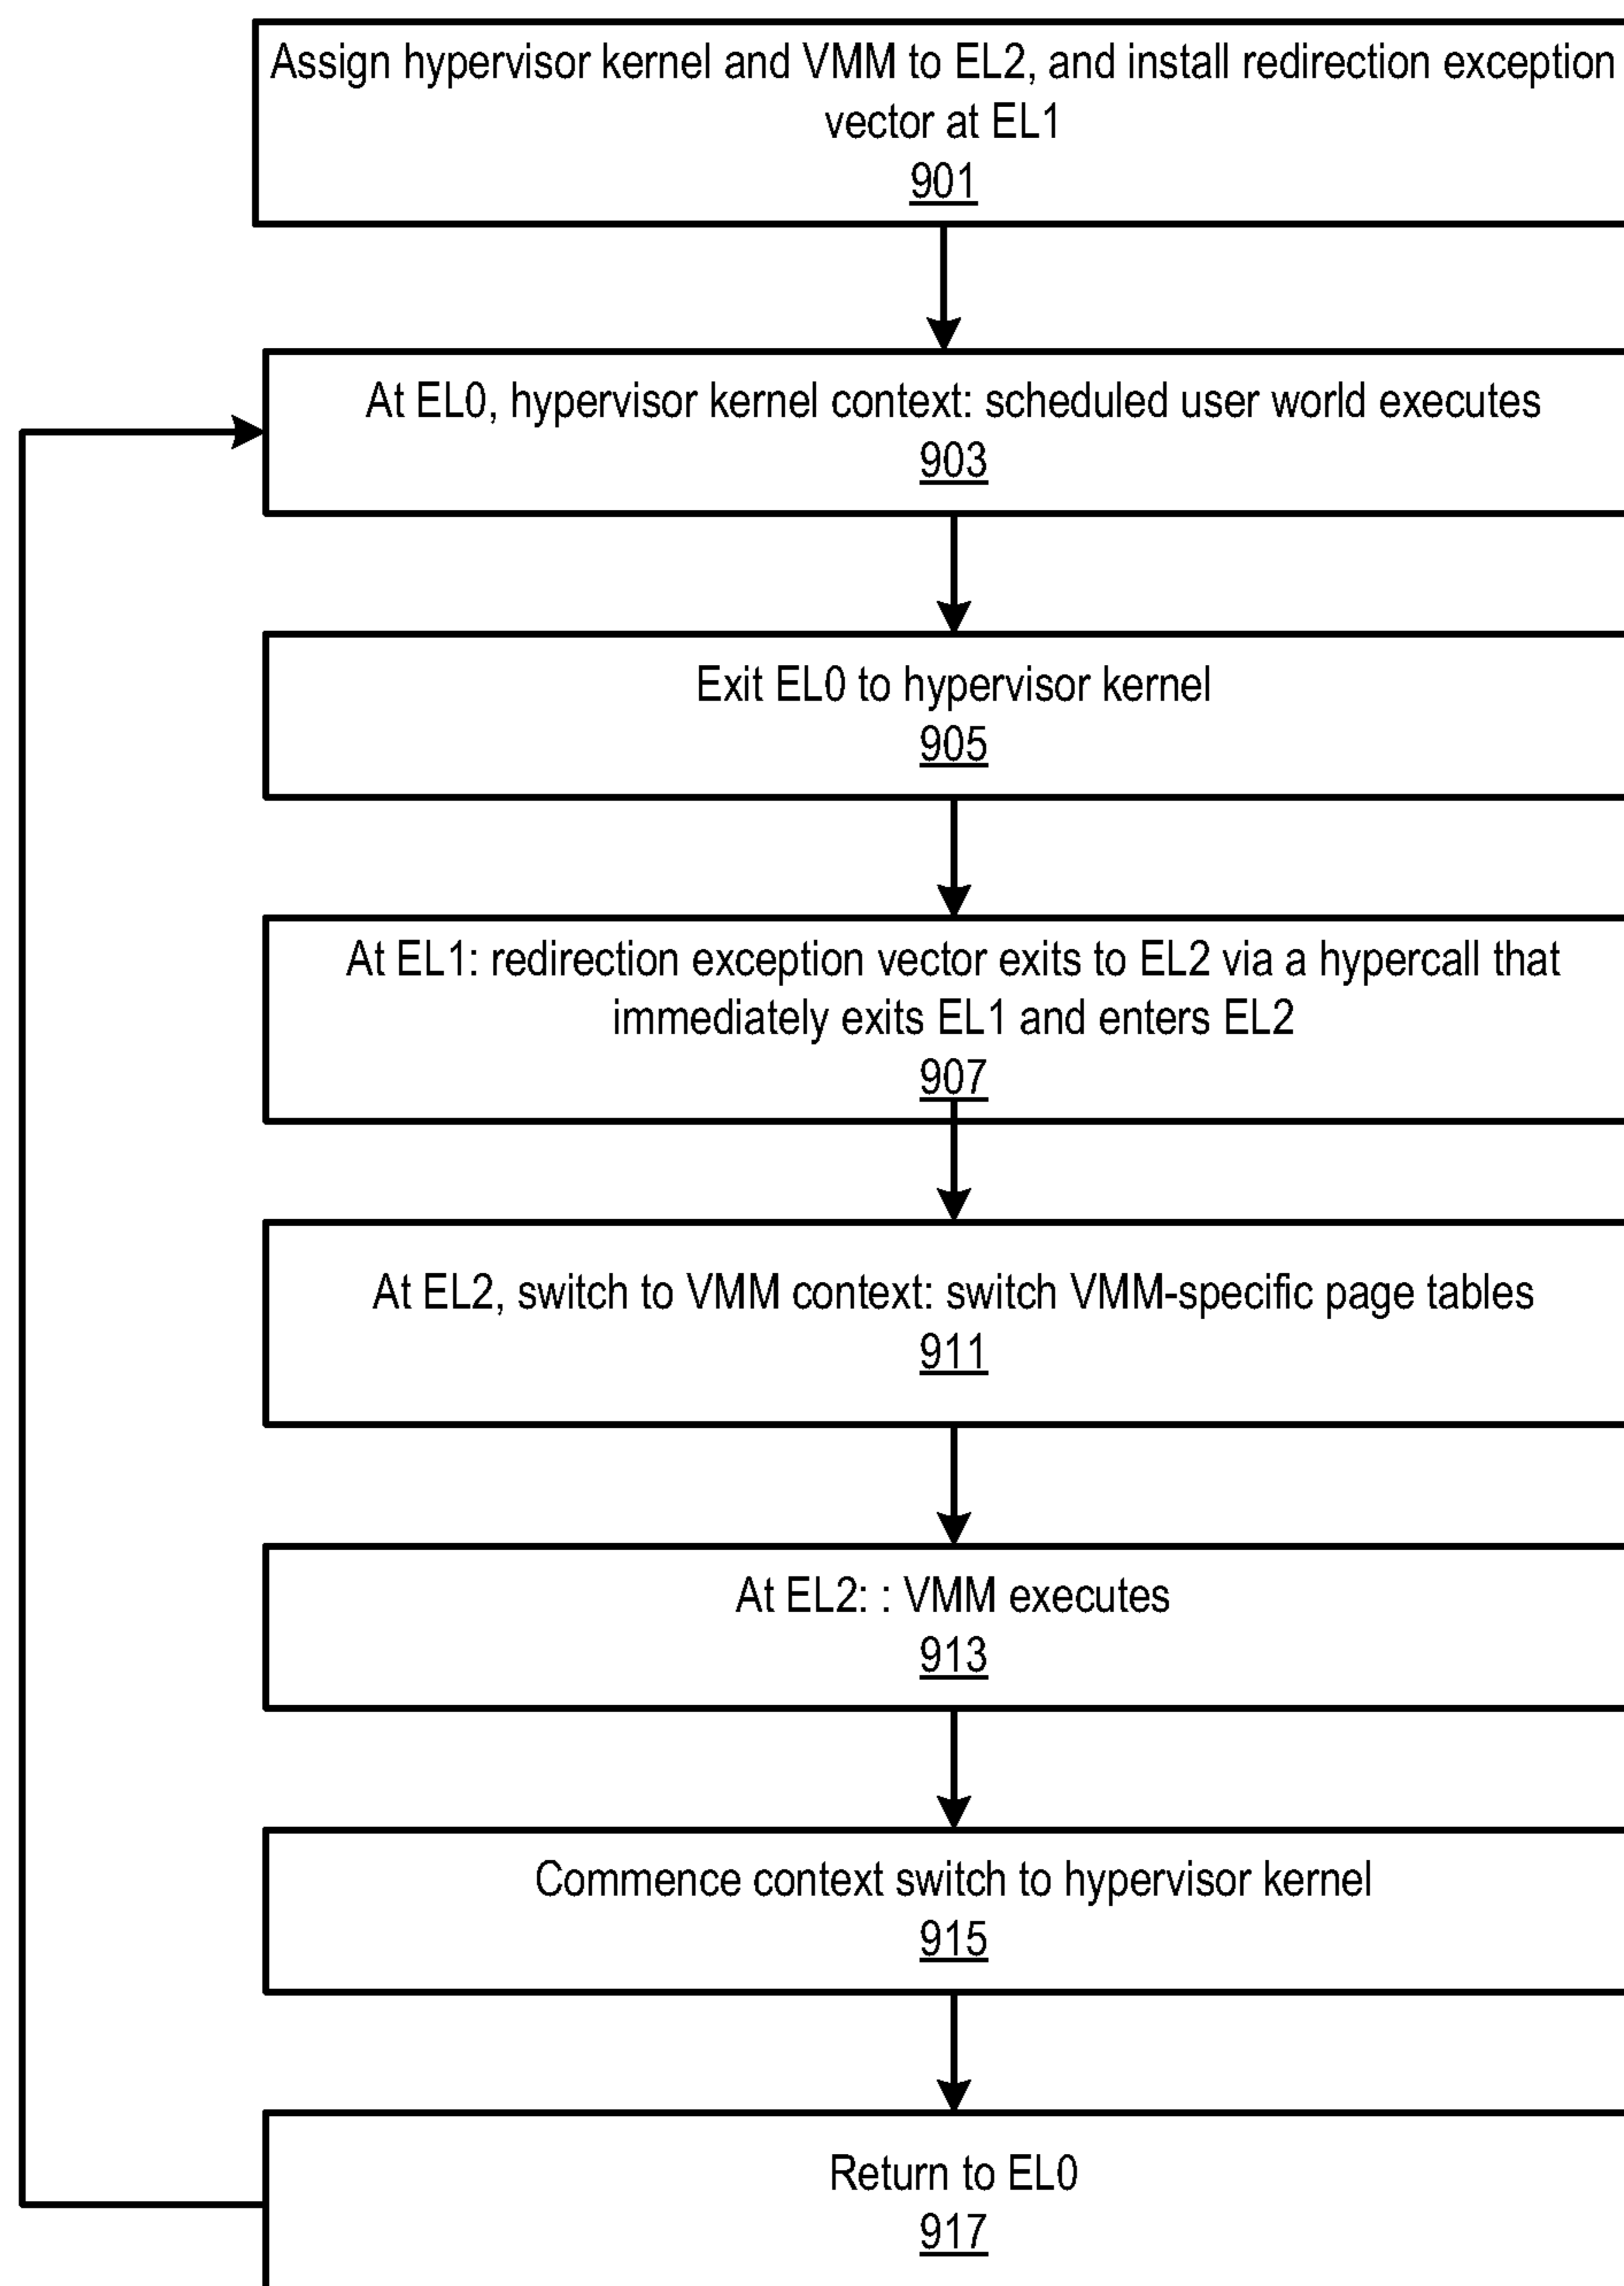 Assign hypervisor kernel and VMM to EL2, and install redirection exception
vector at EL1
901
At EL0, hypervisor kernel context: scheduled user world executes
903
Exit EL0 to hypervisor kernel
905
At EL1: redirection exception vector exits to EL2 via a hypercall that
immediately exits EL1 and enters EL2
907
At EL2, switch to VMM context: switch VMM-specific page tables
911
At EL2: : VMM executes
913
Commence context switch to hypervisor kernel
915
Return to EL0
917